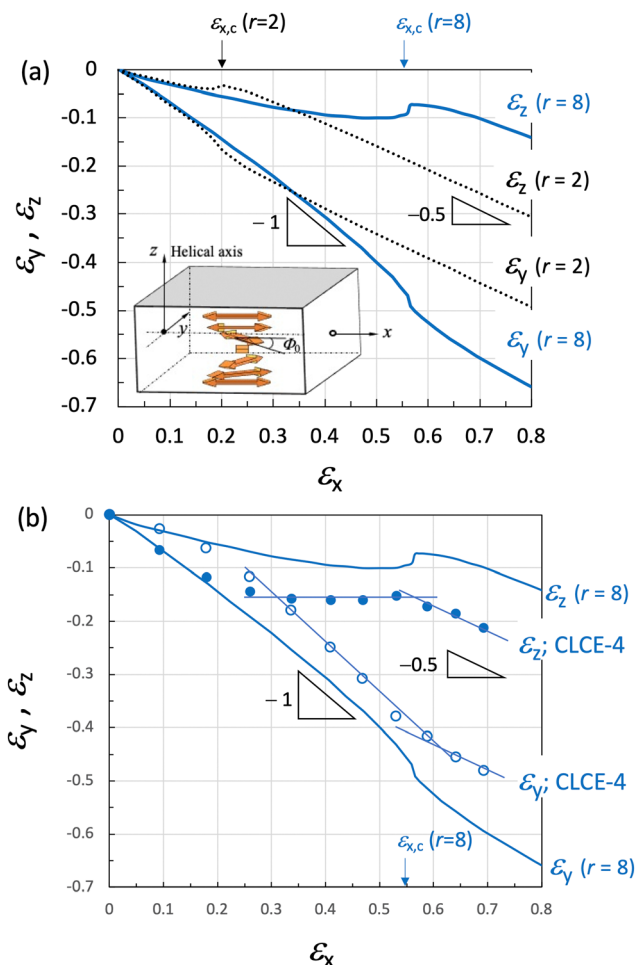 εx,c (r=2)
εx,c (r=8)
(a)
0
-0.1
-0.2
-0.3
-0.4
-0.5
-0.6
-0.7
εy , εz
εz (r = 8)
εz (r = 2)
εy (r = 2)
εy (r = 8)
− 1
−0.5
z
Helical axis
y
Φ0
x
0 0.1 0.2 0.3 0.4 0.5 0.6 0.7 0.8
εx
(b)
0
-0.1
-0.2
-0.3
-0.4
-0.5
-0.6
-0.7
εy , εz
εz (r = 8)
εz; CLCE-4
−0.5
− 1
εy; CLCE-4
εx,c (r=8)
εy (r = 8)
0 0.1 0.2 0.3 0.4 0.5 0.6 0.7 0.8
εx